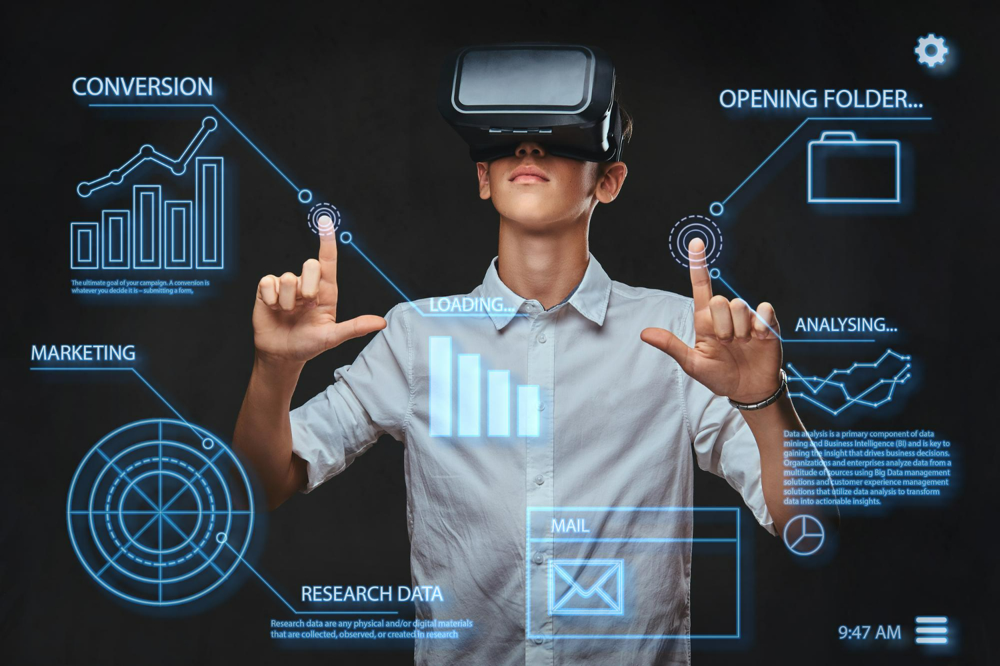 CONVERSION
The ultimate goal of your campaign. A conversion is
whatever you decide it is – submitting a form,
OPENING FOLDER...
LOADING...
ANALYSING...
Data analysis is a primary component of data
mining and Business Intelligence (BI) and is key to
gaining the insight that drives business decisions.
Organizations and enterprises analyze data from a
multitude of sources using Big Data management
solutions and customer experience management
solutions that utilize data analysis to transform
data into actionable insights.
MARKETING
RESEARCH DATA
Research data are any physical and/or digital materials
that are collected, observed, or created in research
MAIL
9:47 AM